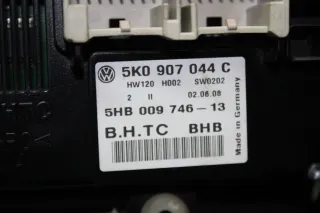 5K0 907 044 C
HW120 H002 SW0202
2 II 02.06.08
5HB 009 746-13
B.H.TC BHB
Made in Germany